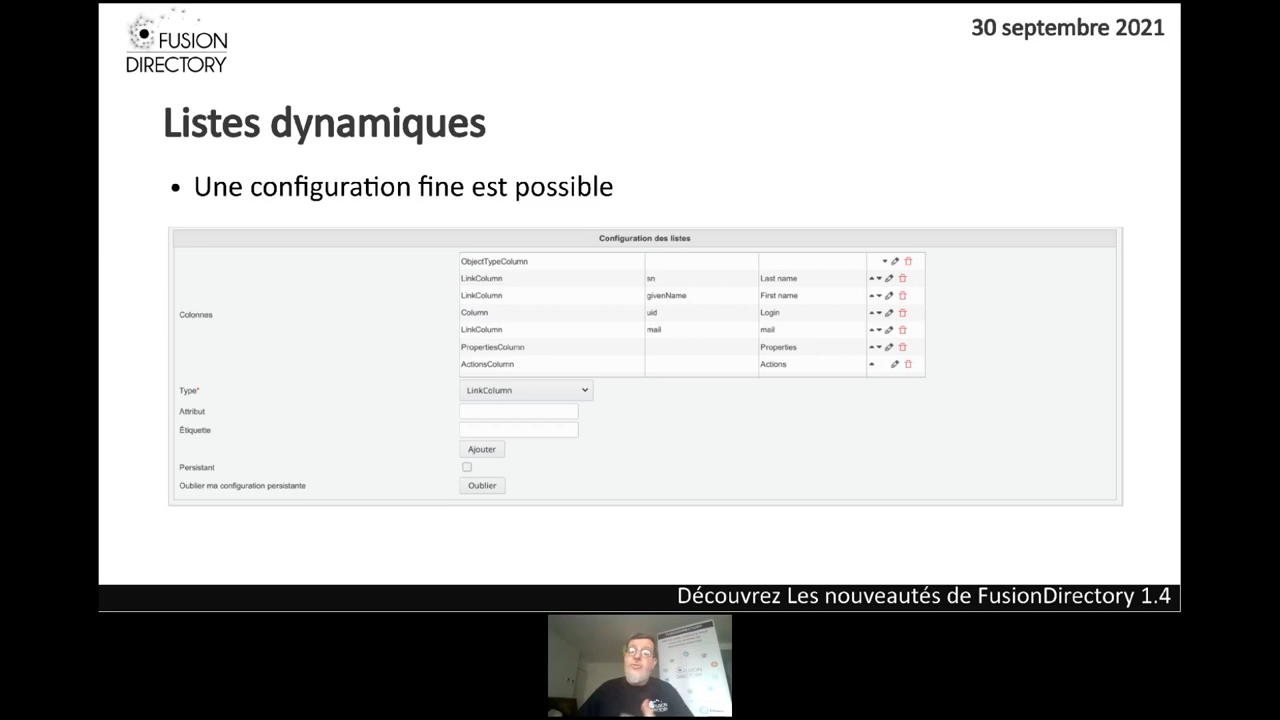 FUSION
DIRECTORY
30 septembre 2021
Listes dynamiques
• Une configuration fine est possible
Configuration des listes
Colonnes
ObjectTypeColumn
LinkColumn sn Last name
LinkColumn givenName First name
Column uid Login
LinkColumn mail mail
PropertiesColumn Properties
ActionsColumn Actions
Type* LinkColumn
Attribut
Étiquette
Ajouter
Persistant
Oublier ma configuration persistante Oublier
Découvrez Les nouveautés de FusionDirectory 1.4
FUSION
DIRECTORY